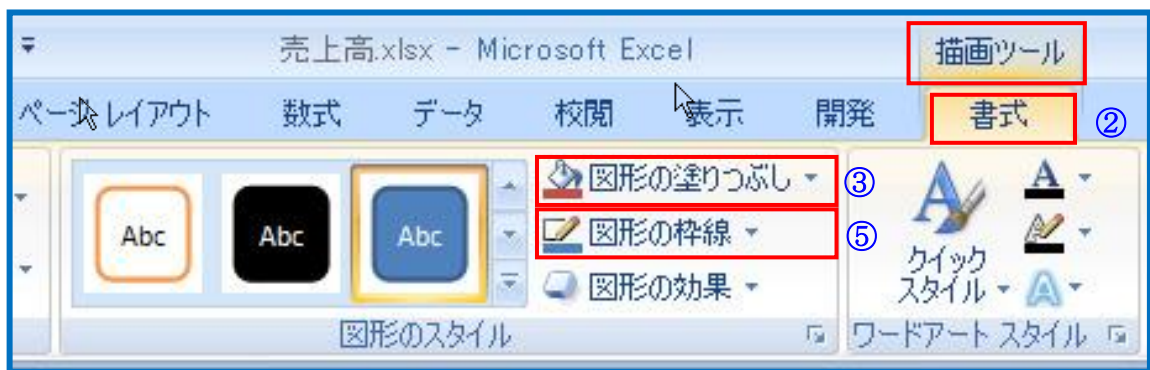 売上高.xlsx - Microsoft Excel
描画ツール
ページ レイアウト 数式 データ 校閲 表示 開発 書式 ②
Abc Abc Abc
図形の塗りつぶし ③
図形の枠線 ⑤
図形の効果
図形のスタイル
A
クイック
スタイル
A
ワードアート スタイル